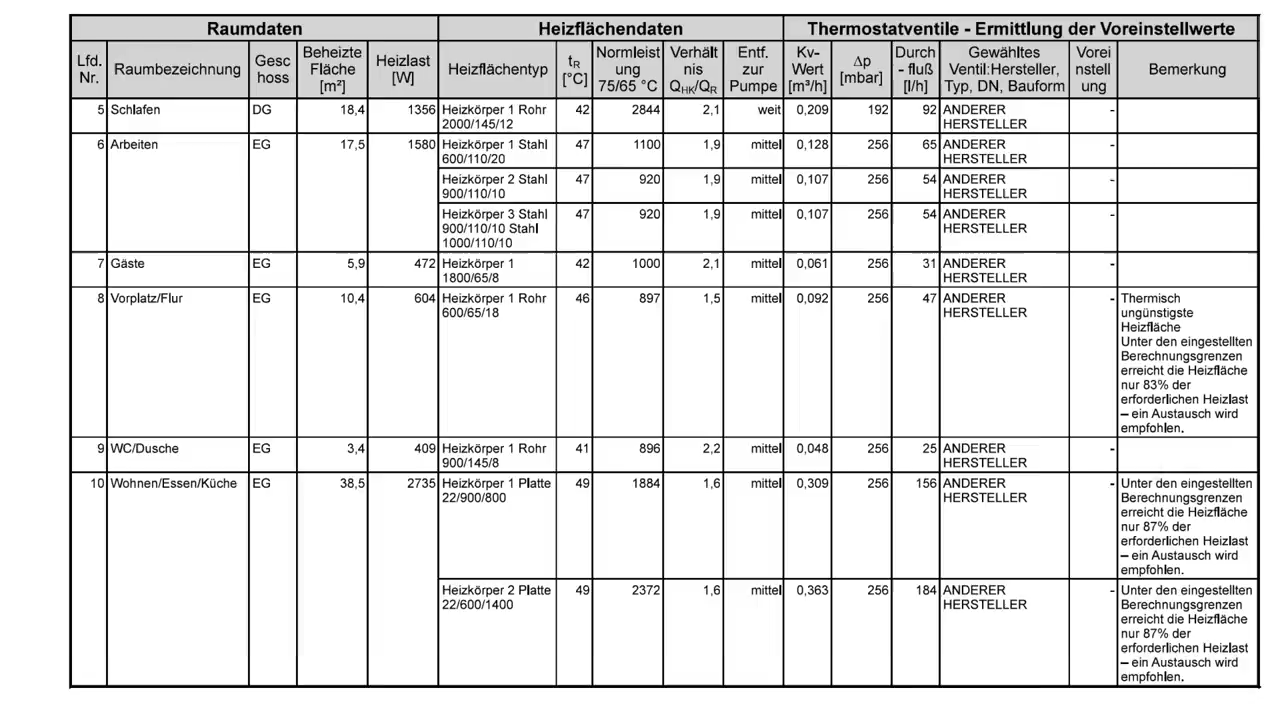 Raumdaten Heizflächendaten Thermostatventile - Ermittlung der Voreinstellwerte
Lfd. Nr. Raumbezeichnung Gesc hoss Beheizte Fläche [m²] Heizlast [W] Heizflächentyp tR [°C] Normleist ung 75/65 °C Verhält nis QHK/QR Entf. zur Pumpe Kv- Wert [m³/h] Δp [mbar] Durch - fluß [l/h] Gewähltes Ventil:Hersteller, Typ, DN, Bauform Vorei nstell ung Bemerkung
5 Schlafen DG 18,4 1356 Heizkörper 1 Rohr 42 2844 2,1 weit 0,209 192 92 ANDERER -
2000/145/12 HERSTELLER
6 Arbeiten EG 17,5 1580 Heizkörper 1 Stahl 47 1100 1,9 mittel 0,128 256 65 ANDERER -
600/110/20 HERSTELLER
Heizkörper 2 Stahl 47 920 1,9 mittel 0,107 256 54 ANDERER -
900/110/10 HERSTELLER
Heizkörper 3 Stahl 47 920 1,9 mittel 0,107 256 54 ANDERER -
900/110/10 Stahl HERSTELLER
1000/110/10
7 Gäste EG 5,9 472 Heizkörper 1 42 1000 2,1 mittel 0,061 256 31 ANDERER -
1800/65/8 HERSTELLER
8 Vorplatz/Flur EG 10,4 604 Heizkörper 1 Rohr 46 897 1,5 mittel 0,092 256 47 ANDERER - Thermisch
600/65/18 HERSTELLER ungünstigste
Heizfläche
Unter den eingestellten
Berechnungsgrenzen
erreicht die Heizfläche
nur 83% der
erforderlichen Heizlast
– ein Austausch wird
empfohlen.
9 WC/Dusche EG 3,4 409 Heizkörper 1 Rohr 41 896 2,2 mittel 0,048 256 25 ANDERER -
900/145/8 HERSTELLER
10 Wohnen/Essen/Küche EG 38,5 2735 Heizkörper 1 Platte 49 1884 1,6 mittel 0,309 256 156 ANDERER - Unter den eingestellten
22/900/800 HERSTELLER Berechnungsgrenzen
erreicht die Heizfläche
nur 87% der
erforderlichen Heizlast
– ein Austausch wird
empfohlen.
Heizkörper 2 Platte 49 2372 1,6 mittel 0,363 256 184 ANDERER - Unter den eingestellten
22/600/1400 HERSTELLER Berechnungsgrenzen
erreicht die Heizfläche
nur 87% der
erforderlichen Heizlast
– ein Austausch wird
empfohlen.